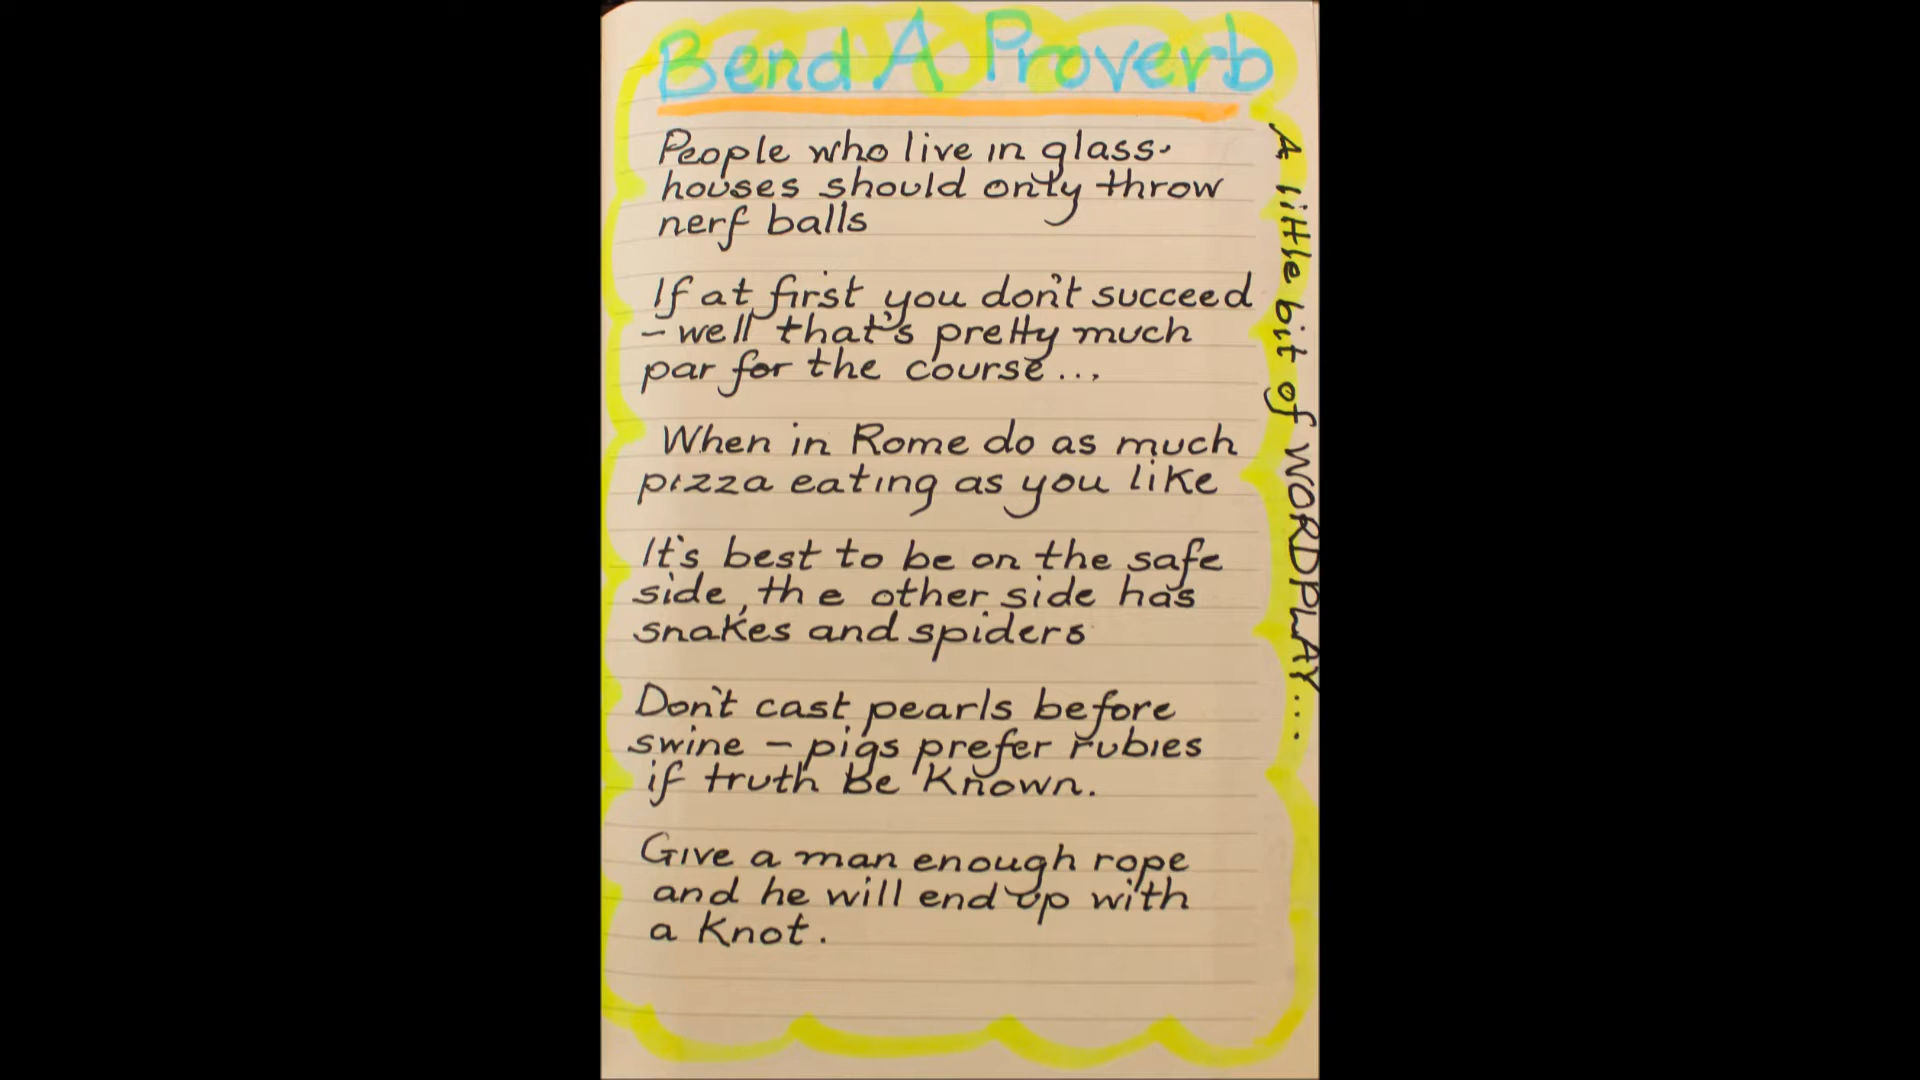 Bend A Proverb
People who live in glass-
houses should only throw
nerf balls
If at first you don't succeed
- well that's pretty much
par for the course...
When in Rome do as much
pizza eating as you like
It's best to be on the safe
side, the other side has
snakes and spiders
Don't cast pearls before
swine - pigs prefer rubies
if truth be known.
Give a man enough rope
and he will end up with
a knot.
A little bit of WORDPLAY....